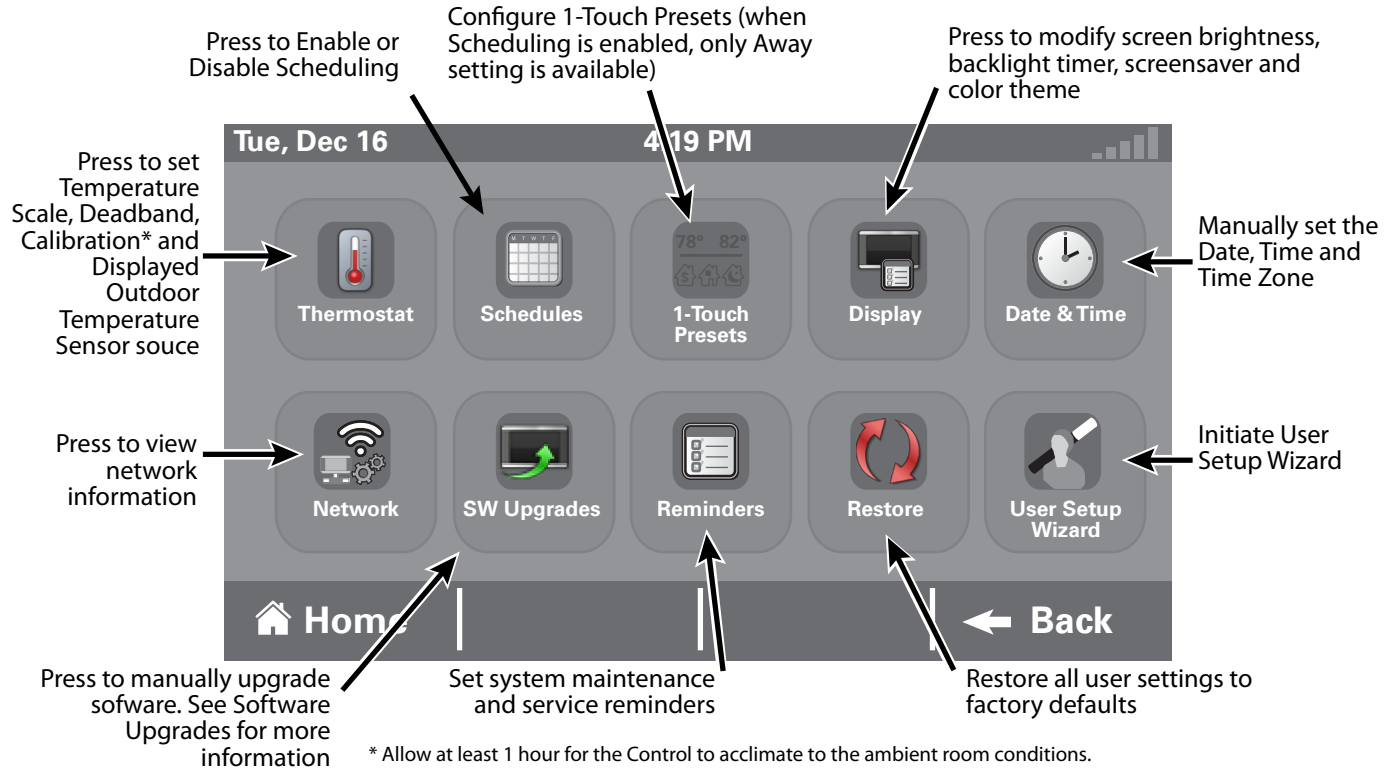 Press to Enable or
Disable Scheduling
Configure 1-Touch Presets (when
Scheduling is enabled, only Away
setting is available)
Press to modify screen brightness,
backlight timer, screensaver and
color theme
Press to set
Temperature
Scale, Deadband,
Calibration* and
Displayed
Outdoor
Temperature
Sensor souce
Tue, Dec 16
4:19 PM
M T W T F
78° 82°
$
Thermostat
Schedules
1-Touch
Presets
Display
Date & Time
Manually set the
Date, Time and
Time Zone
Press to view
network
information
Network
SW Upgrades
Reminders
Restore
User Setup
Wizard
Initiate User
Setup Wizard
Home
Back
Press to manually upgrade
sofware. See Software
Upgrades for more
information
Set system maintenance
and service reminders
Restore all user settings to
factory defaults
* Allow at least 1 hour for the Control to acclimate to the ambient room conditions.